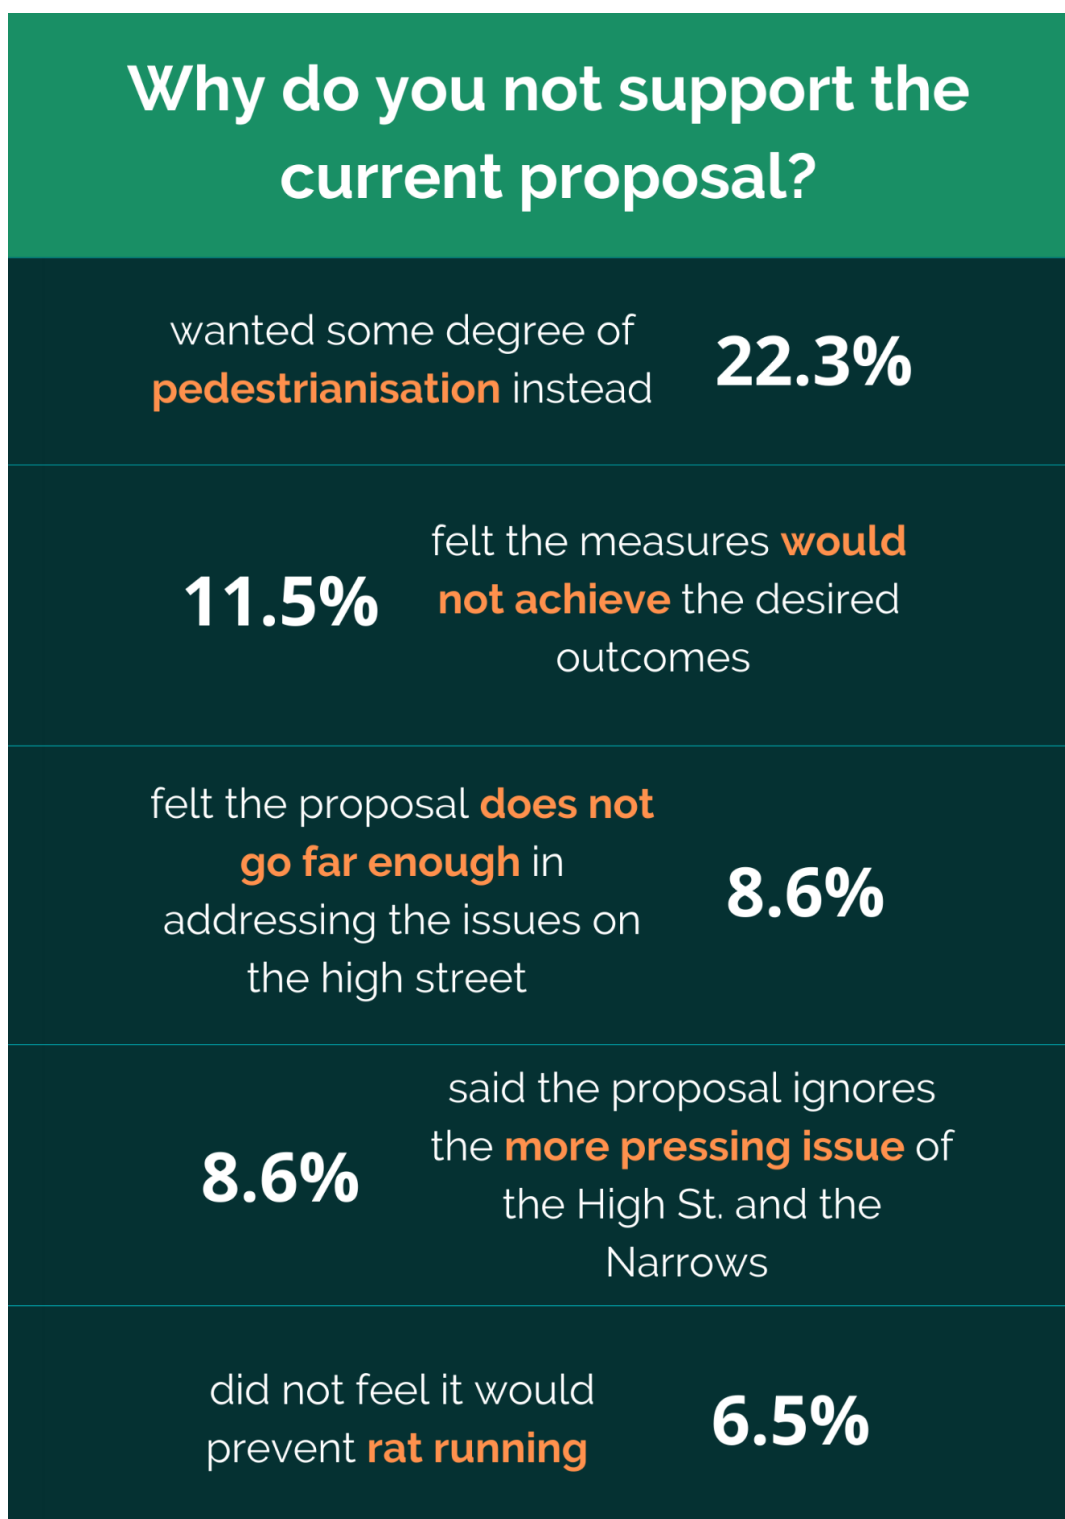 Why do you not support the
current proposal?
wanted some degree of
pedestrianisation instead
22.3%
11.5%
felt the measures would
not achieve the desired
outcomes
felt the proposal does not
go far enough in
addressing the issues on
the high street
8.6%
8.6%
said the proposal ignores
the more pressing issue of
the High St. and the
Narrows
did not feel it would
prevent rat running
6.5%